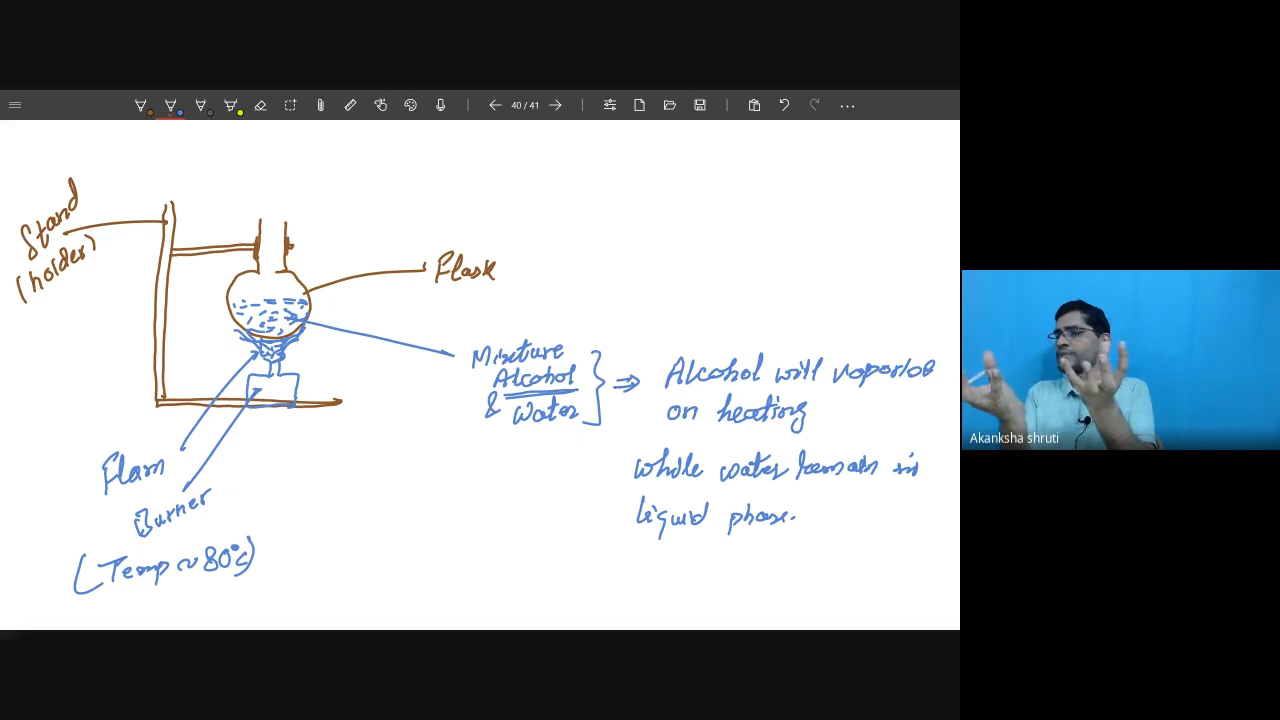 40 / 41
Stand
(holder)
Flask
Mixture
Alcohol
& Water
⇒ Alcohol will vaporise
on heating
while water remain in
liquid phase.
Flam
Burner
(Temp ~ 80°C)
Akanksha shruti